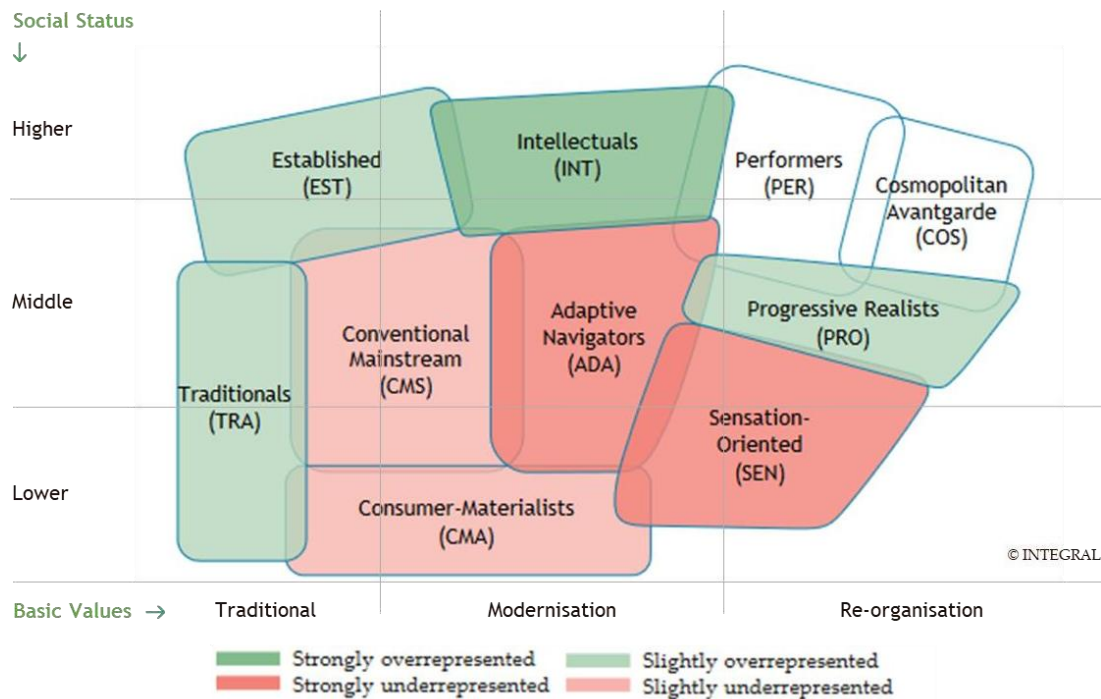 Social Status
↓
Higher
Established
(EST)
Intellectuals
(INT)
Performers
(PER)
Cosmopolitan
Avantgarde
(COS)
Middle
Traditionals
(TRA)
Conventional
Mainstream
(CMS)
Adaptive
Navigators
(ADA)
Progressive Realists
(PRO)
Sensation-
Oriented
(SEN)
Lower
Consumer-Materialists
(CMA)
© INTEGRAL
Basic Values →
Traditional
Modernisation
Re-organisation
Strongly overrepresented
Slightly overrepresented
Strongly underrepresented
Slightly underrepresented